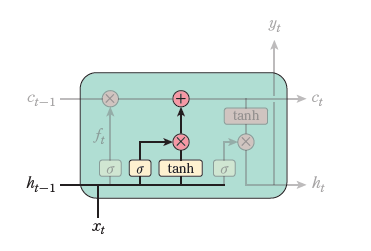 y_t
c_{t-1} × + c_t
tanh
f_t × ×
σ σ tanh σ
h_{t-1} h_t
x_t